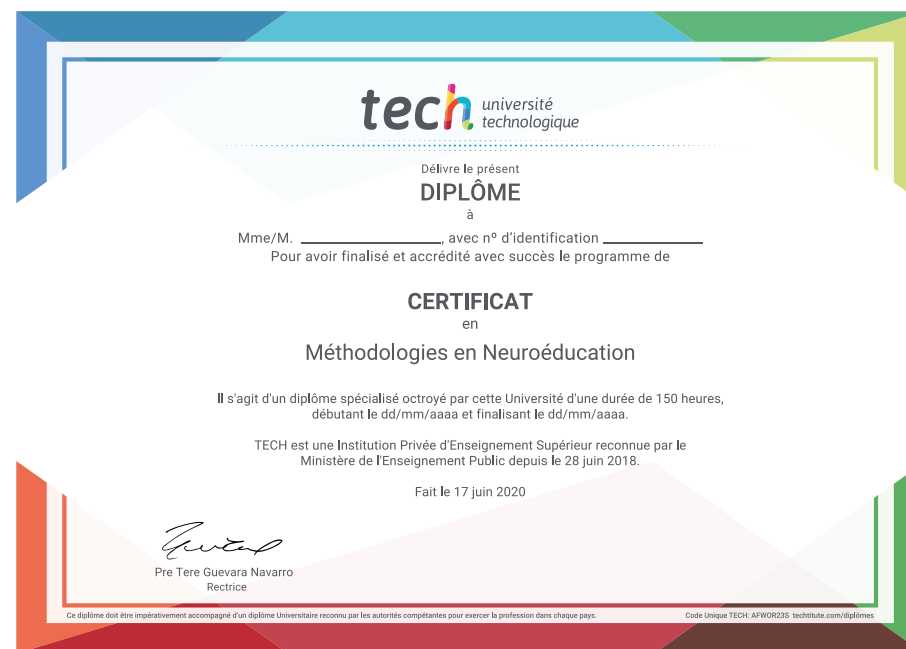 tech université
technologique
Délivre le présent
DIPLÔME
à
Mme/M. ____________________, avec nº d'identification ______________
Pour avoir finalisé et accrédité avec succès le programme de
CERTIFICAT
en
Méthodologies en Neuroéducation
Il s'agit d'un diplôme spécialisé octroyé par cette Université d'une durée de 150 heures,
débutant le dd/mm/aaaa et finalisant le dd/mm/aaaa.
TECH est une Institution Privée d'Enseignement Supérieur reconnue par le
Ministère de l'Enseignement Public depuis le 28 juin 2018.
Fait le 17 juin 2020
Pre Tere Guevara Navarro
Rectrice
Ce diplôme doit être impérativement accompagné d'un diplôme Universitaire reconnu par les autorités compétantes pour exercer la profession dans chaque pays.
Code Unique TECH: AFWOR23S techtitute.com/diplômes